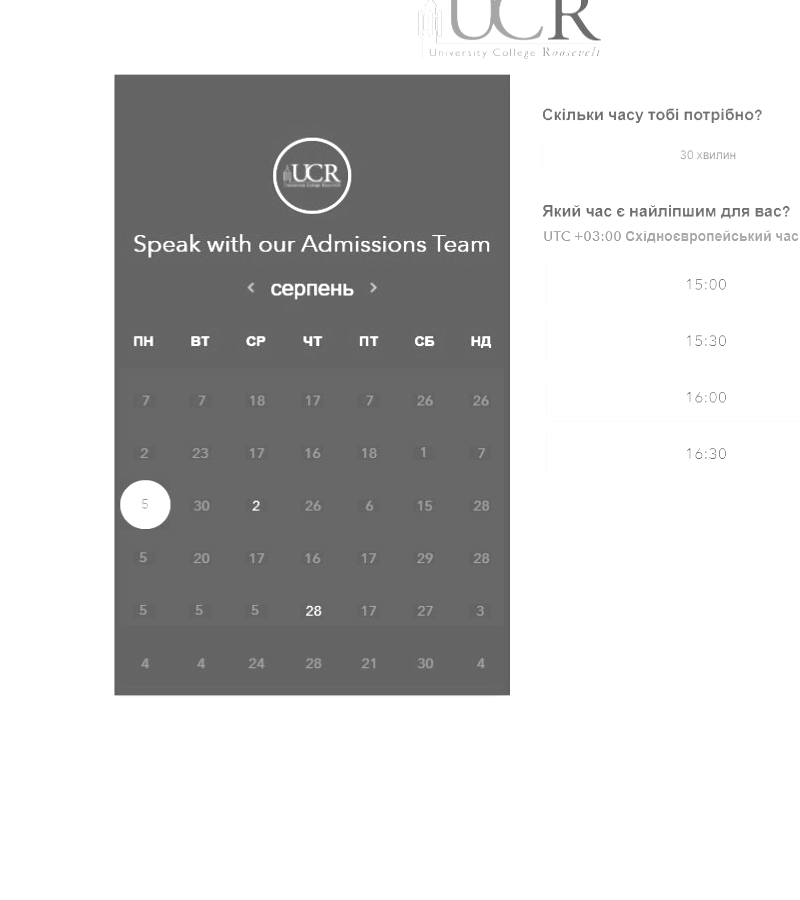 UCR
University College Roosevelt
UCR
University College Roosevelt
Speak with our Admissions Team
< серпень >
ПН ВТ СР ЧТ ПТ СБ НД
7 7 18 17 7 26 26
2 23 17 16 18 1 7
5 30 2 26 6 15 28
5 20 17 16 17 29 28
5 5 5 28 17 27 3
4 4 24 28 21 30 4
Скільки часу тобі потрібно?
30 хвилин
Який час є найліпшим для вас?
UTC +03:00 Східноєвропейський час
15:00
15:30
16:00
16:30